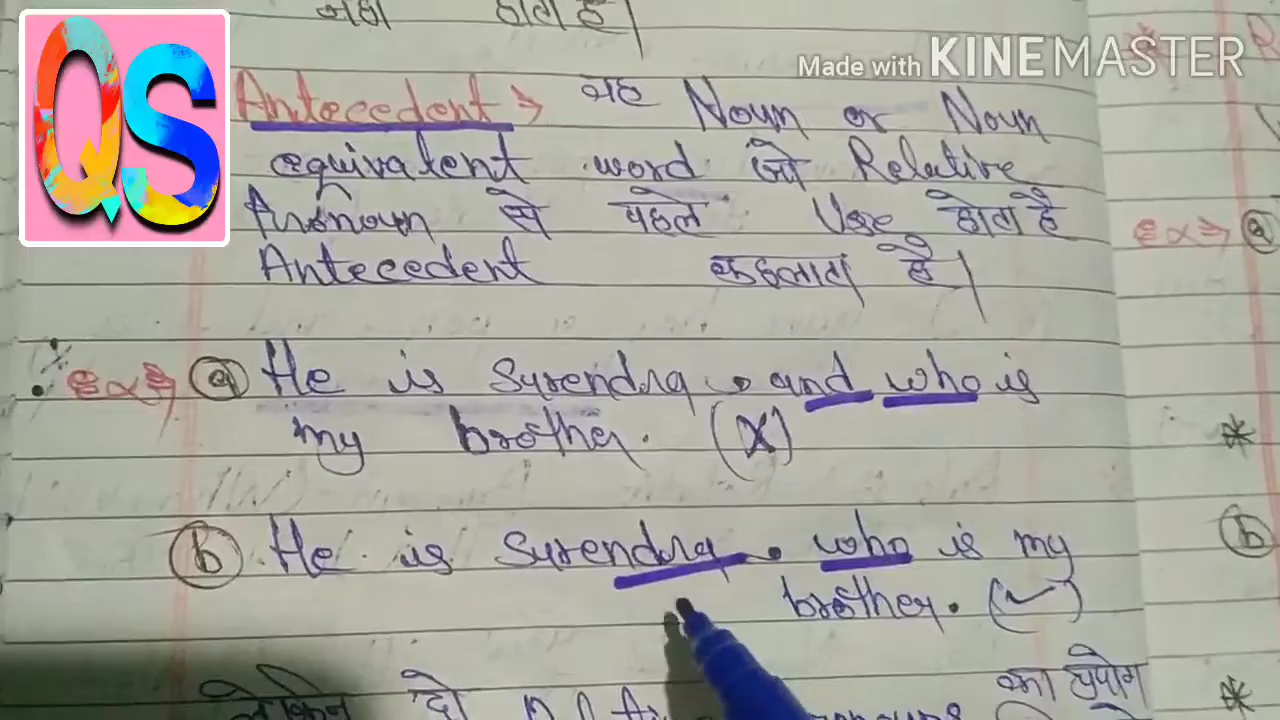 नहीं होता है।
QS
Made with KINEMASTER
Antecedent → वह Noun or Noun
equivalent word जो Relative
Pronoun से पहले Use होता है
Antecedent कहलाता है।
ex→ (a) He is Surendra, and who is
my brother. (X)
(b) He is Surendra, who is my
brother. (✓)
लेकिन दो का प्रयोग
ex→ (a)
*
(b)
*